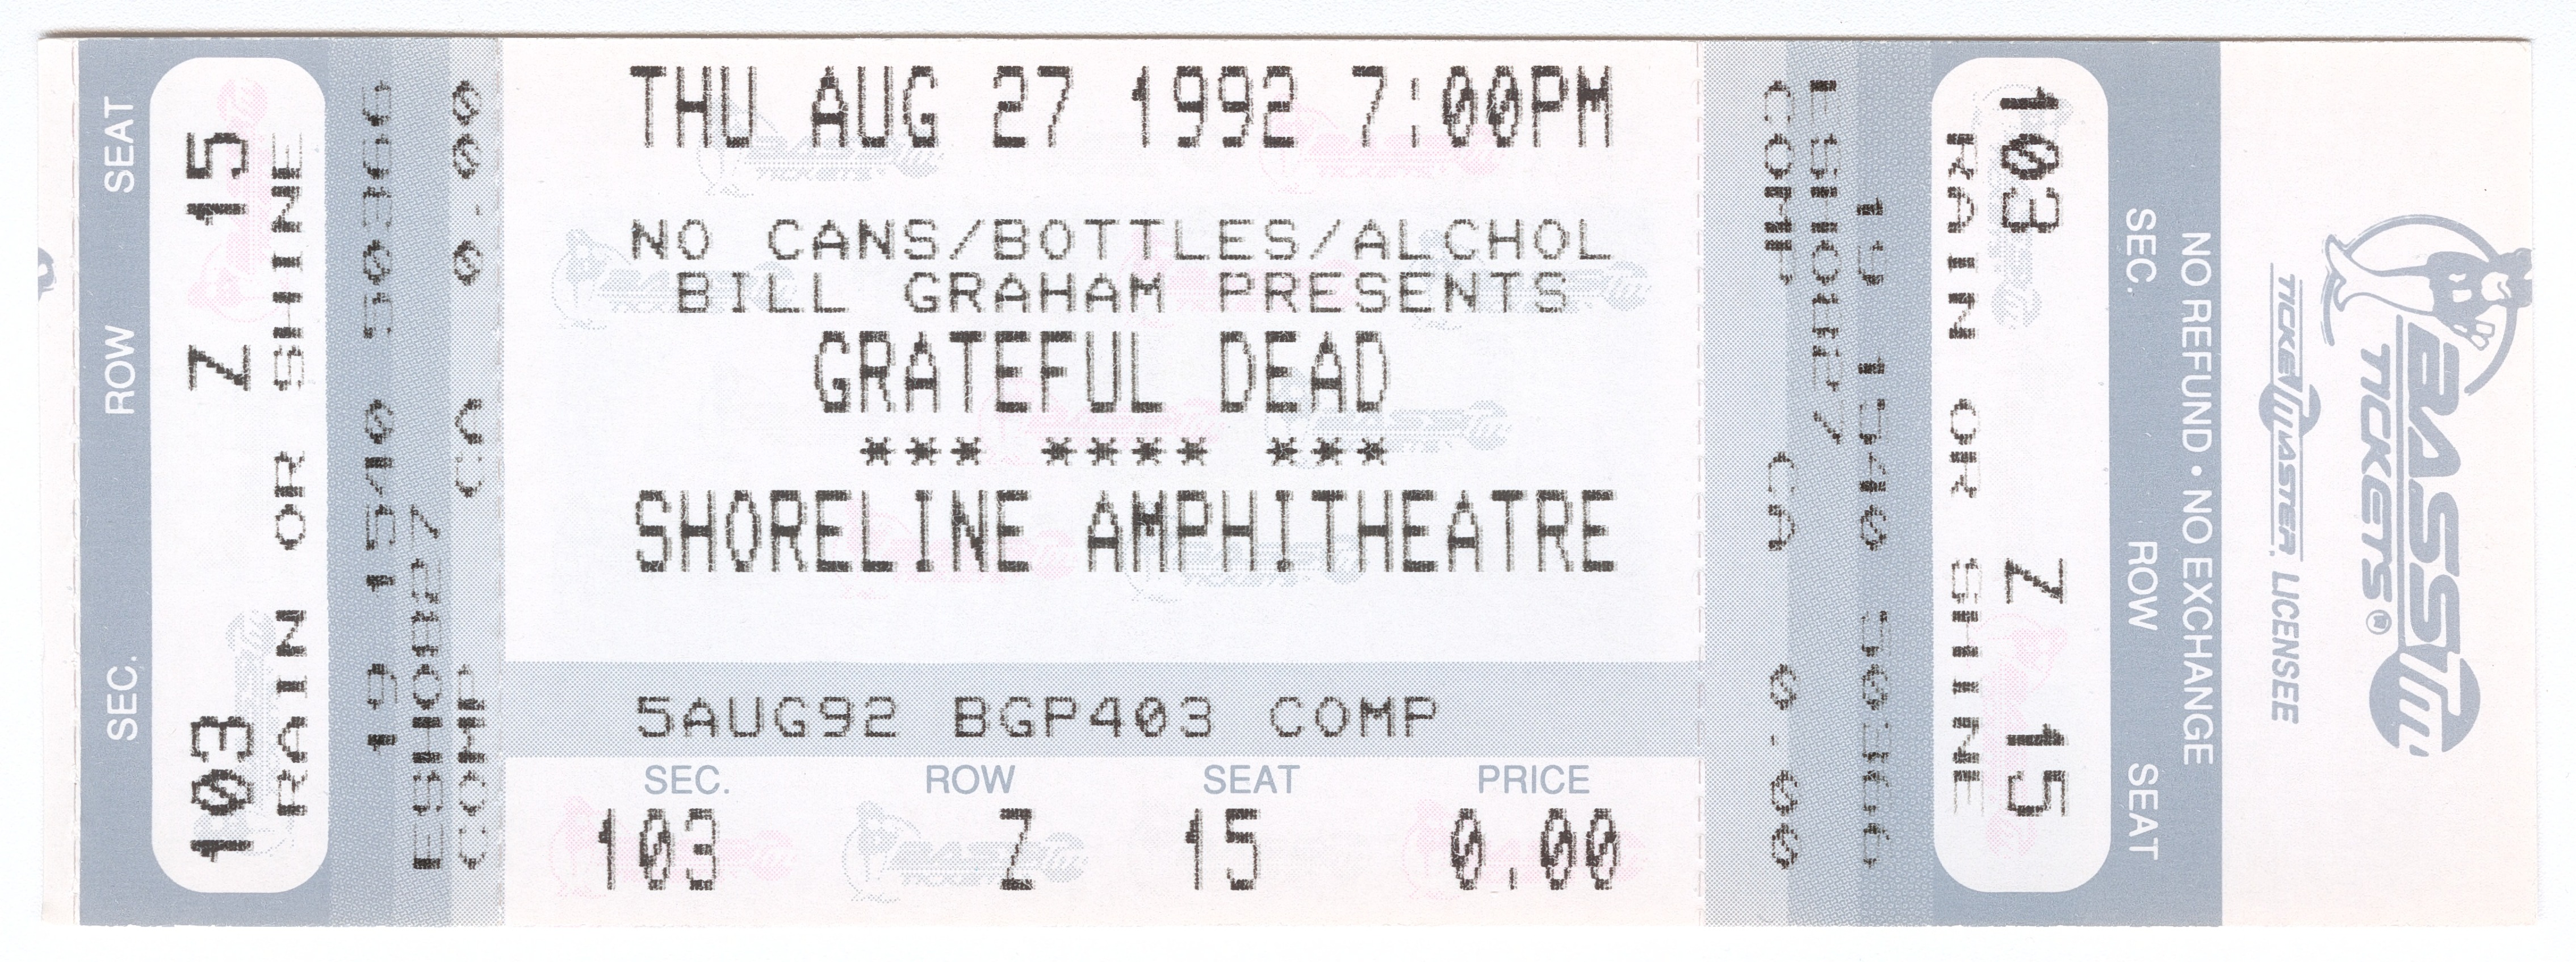 SEAT
ROW
SEC.
103 Z 15
RAIN OR SHINE
19 1540 50366
ESH0827
COMP CA 0.00
THU AUG 27 1992 7:00PM
NO CANS/BOTTLES/ALCHOL
BILL GRAHAM PRESENTS
GRATEFUL DEAD
*** **** ***
SHORELINE AMPHITHEATRE
5AUG92 BGP403 COMP
SEC. ROW SEAT PRICE
103 Z 15 0.00
COMP CA 0.00
ESH0827
19 1540 50366
RAIN OR SHINE
103 Z 15
SEC. ROW SEAT
NO REFUND • NO EXCHANGE
TICKETMASTER LICENSEE
BASS TM
TICKETS®